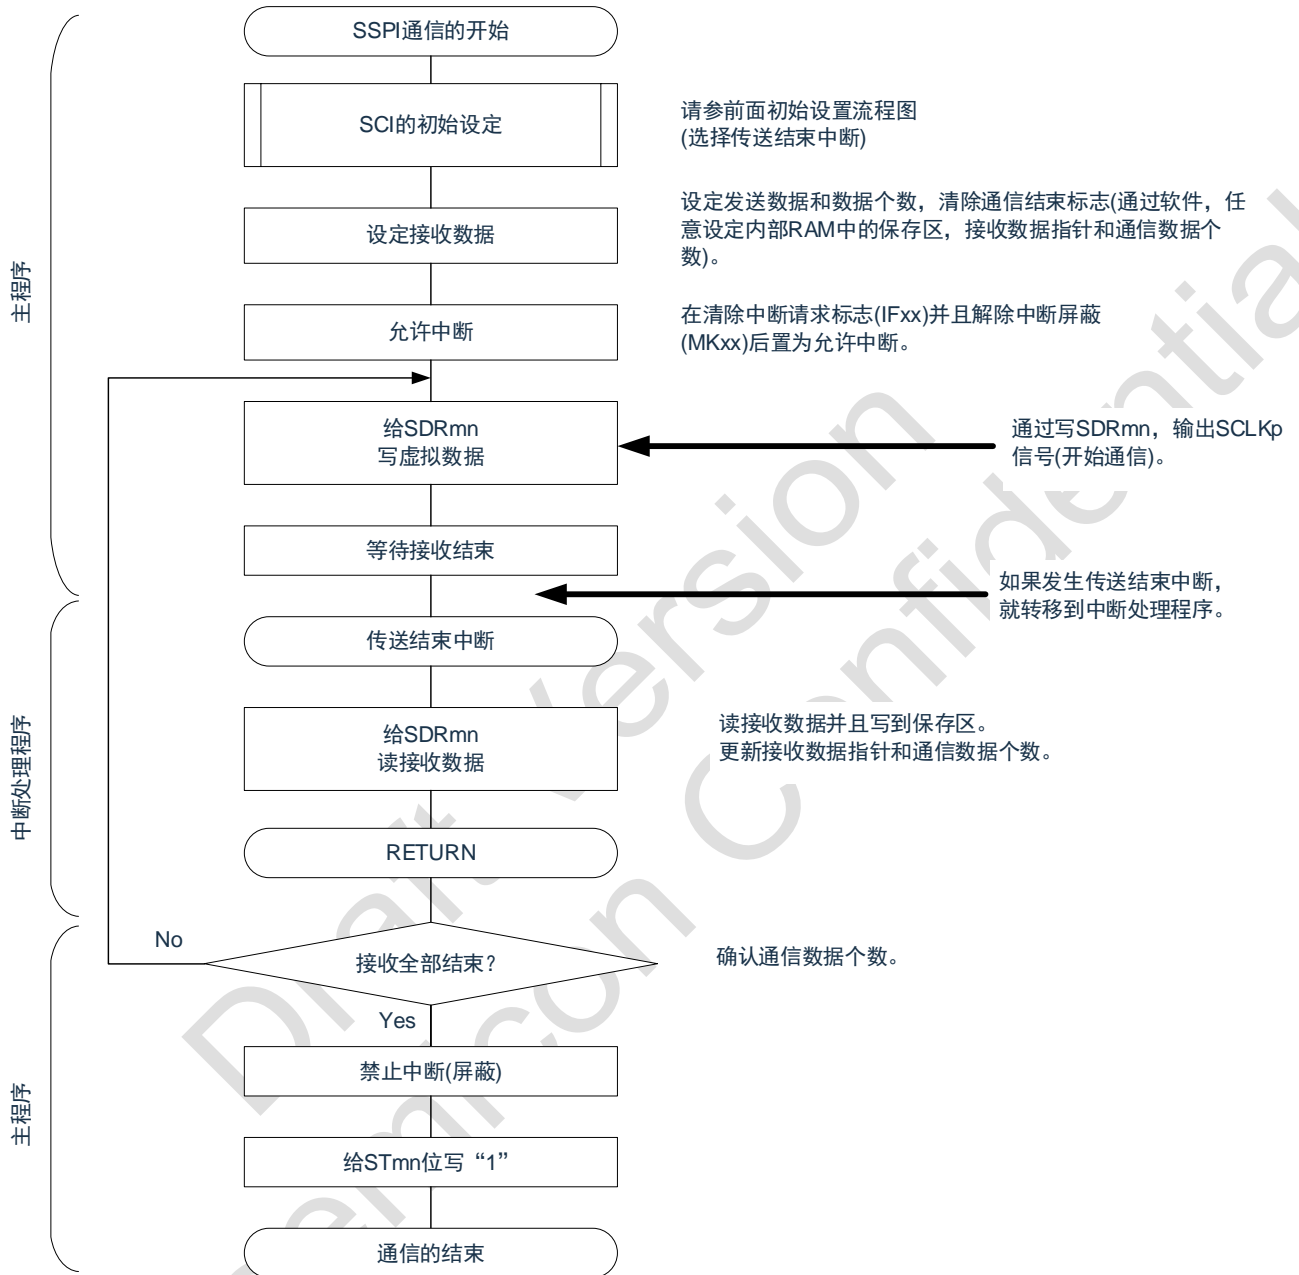 SSPI通信的开始
SCI的初始设定
请参前面初始设置流程图
(选择传送结束中断)
设定接收数据
设定发送数据和数据个数，清除通信结束标志(通过软件，任
意设定内部RAM中的保存区，接收数据指针和通信数据个
数)。
主程序
允许中断
在清除中断请求标志(IFxx)并且解除中断屏蔽
(MKxx)后置为允许中断。
给SDRmn
写虚拟数据
通过写SDRmn，输出SCLKp
信号(开始通信)。
等待接收结束
如果发生传送结束中断，
就转移到中断处理程序。
传送结束中断
给SDRmn
读接收数据
读接收数据并且写到保存区。
更新接收数据指针和通信数据个数。
中断处理程序
RETURN
No
接收全部结束？
确认通信数据个数。
Yes
禁止中断(屏蔽)
主程序
给STmn位写“1”
通信的结束
Draft Version
Confidential